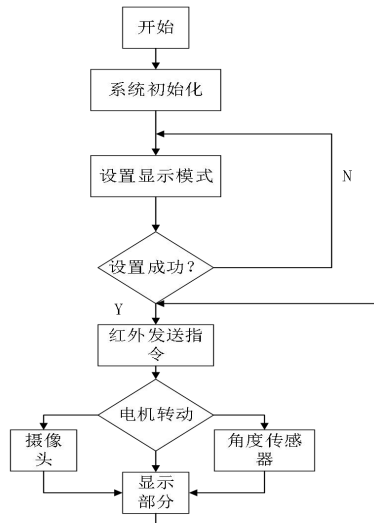 开始
系统初始化
设置显示模式
N
设置成功？
Y
红外发送指
令
电机转动
摄像
头
角度传感
器
显示
部分